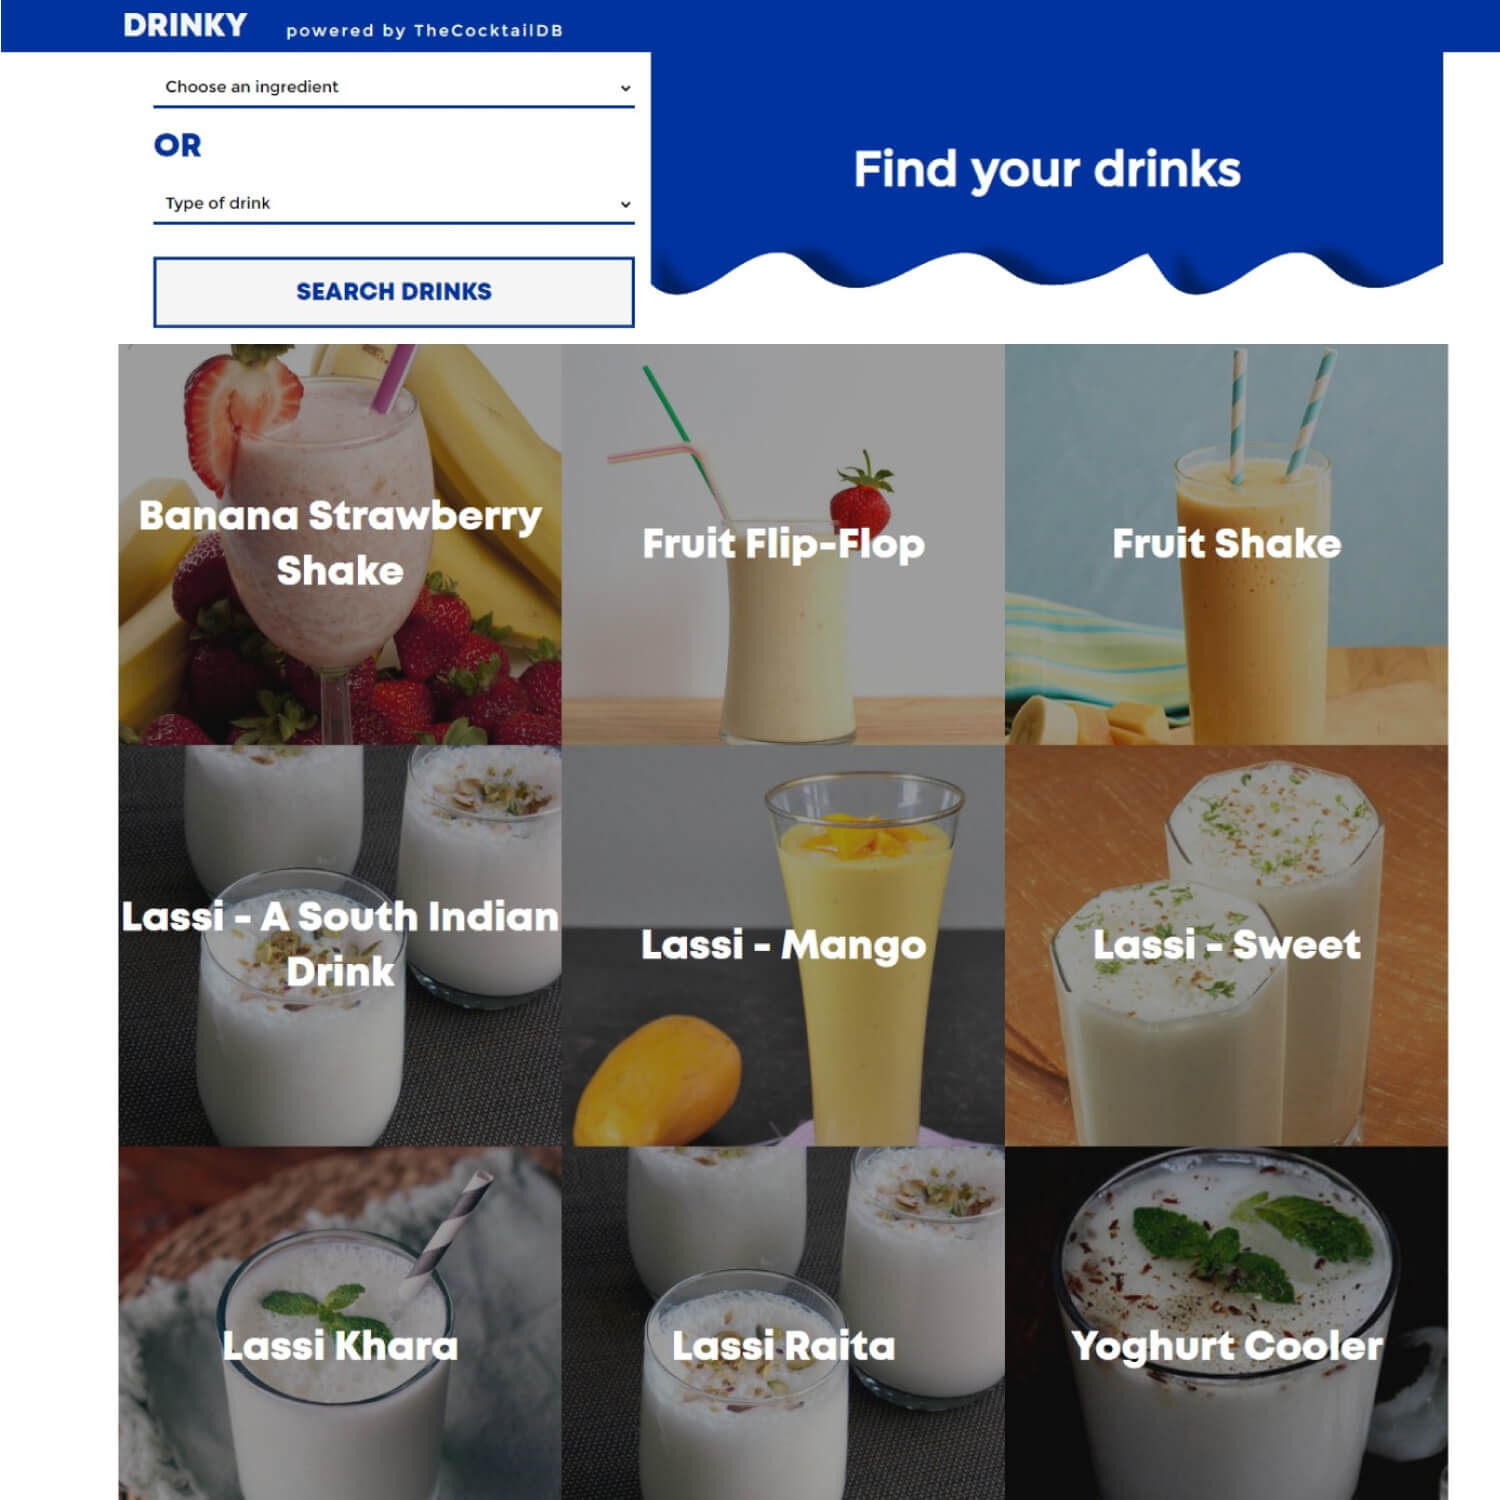 DRINKY powered by TheCocktailDB
Choose an ingredient
OR
Type of drink
SEARCH DRINKS
Find your drinks
Banana Strawberry
Shake
Fruit Flip-Flop
Fruit Shake
Lassi - A South Indian
Drink
Lassi - Mango
Lassi - Sweet
Lassi Khara
Lassi Raita
Yoghurt Cooler